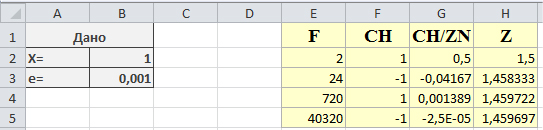 A B C D E F G H
1 Дано F CH CH/ZN Z
2 X= 1 2 1 0,5 1,5
3 e= 0,001 24 -1 -0,04167 1,458333
4 720 1 0,001389 1,459722
5 40320 -1 -2,5E-05 1,459697